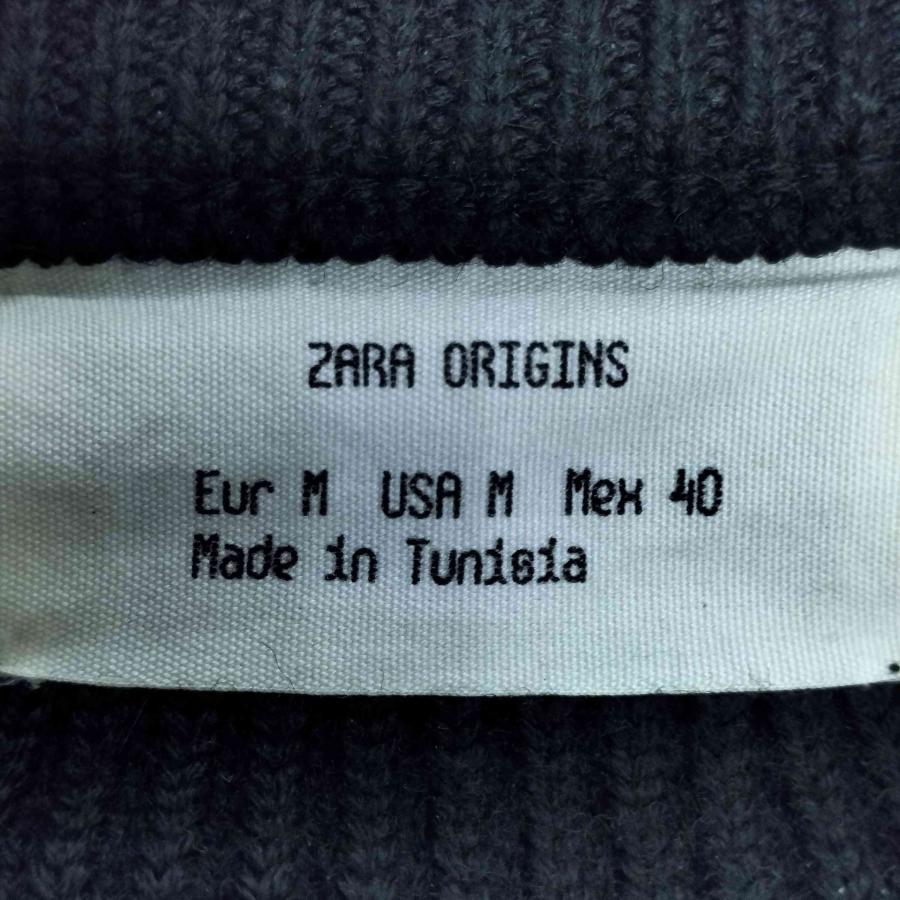 ZARA ORIGINS
Eur M USA M Mex 40
Made in Tunisia